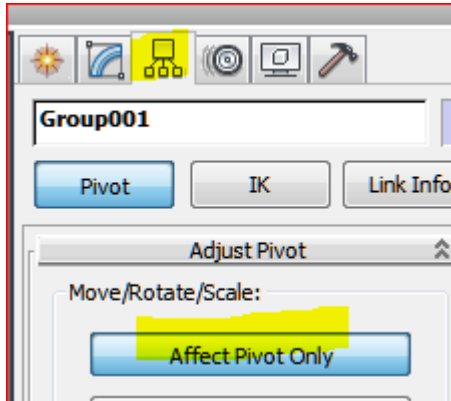 Group001
Pivot IK Link Info
Adjust Pivot
Move/Rotate/Scale:
Affect Pivot Only